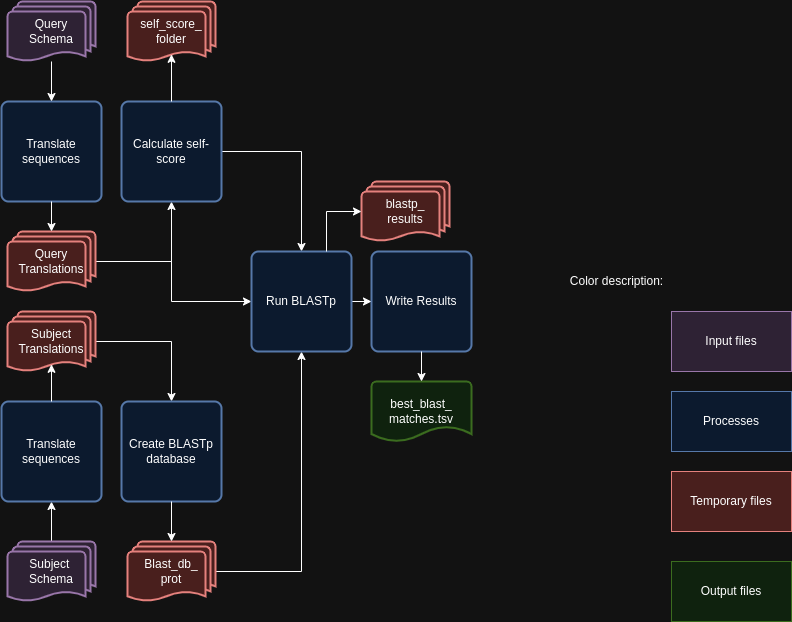 Query
Schema
self_score_
folder
Translate
sequences
Calculate self-
score
Query
Translations
blastp_
results
Run BLASTp
Write Results
Subject
Translations
Translate
sequences
Create BLASTp
database
best_blast_
matches.tsv
Subject
Schema
Blast_db_
prot
Color description:
Input files
Processes
Temporary files
Output files